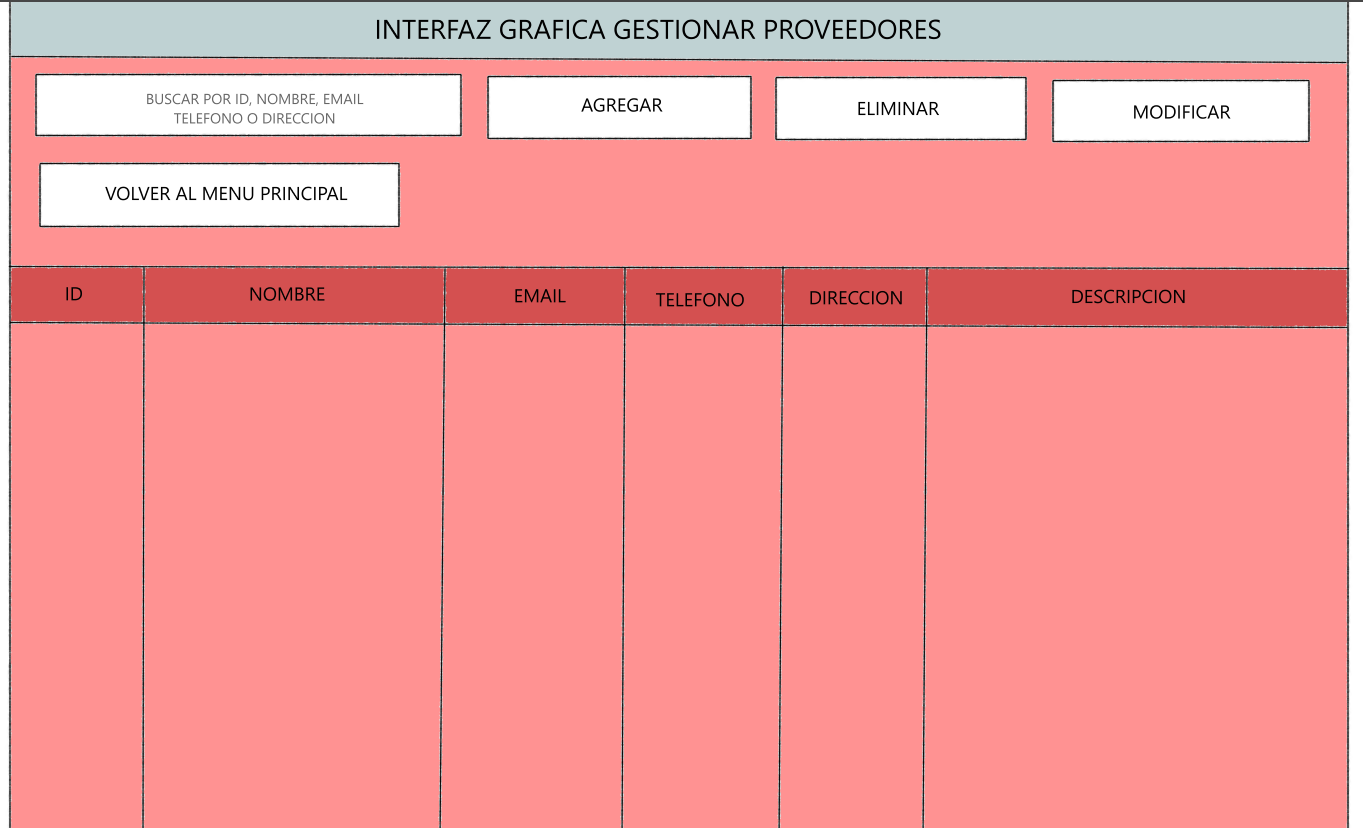 INTERFAZ GRAFICA GESTIONAR PROVEEDORES
BUSCAR POR ID, NOMBRE, EMAIL
TELEFONO O DIRECCION
AGREGAR
ELIMINAR
MODIFICAR
VOLVER AL MENU PRINCIPAL
ID
NOMBRE
EMAIL
TELEFONO
DIRECCION
DESCRIPCION